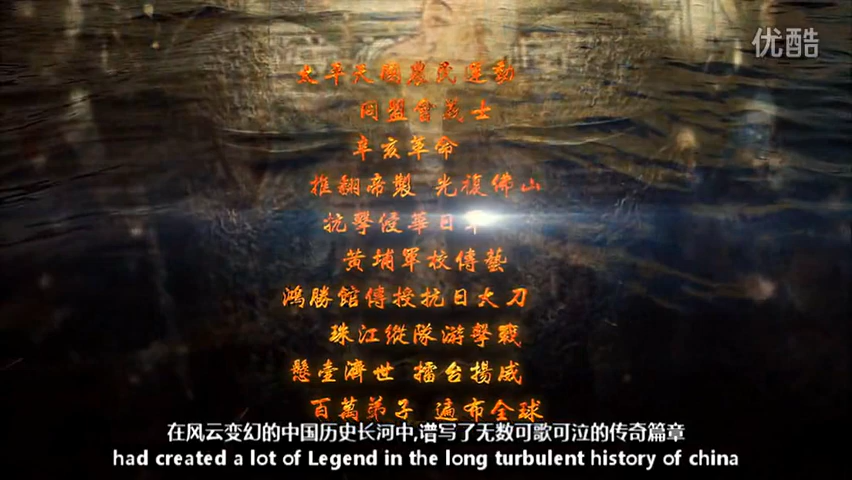 优酷
太平天國農民運動
同盟會義士
辛亥革命
推翻帝製 光複佛山
抗擊侵華日軍
黃埔軍校傳藝
鴻勝館傳授抗日大刀
珠江縱隊游擊戰
懸壺濟世 擂台揚威
百萬弟子 遍布全球
在风云变幻的中国历史长河中,谱写了无数可歌可泣的传奇篇章
had created a lot of Legend in the long turbulent history of china